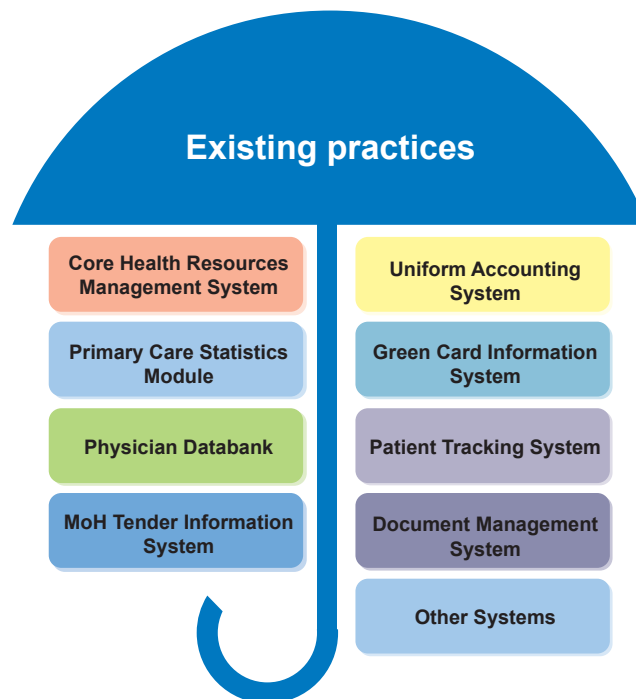 Existing practices
Core Health Resources
Management System
Primary Care Statistics
Module
Physician Databank
MoH Tender Information
System
Uniform Accounting
System
Green Card Information
System
Patient Tracking System
Document Management
System
Other Systems